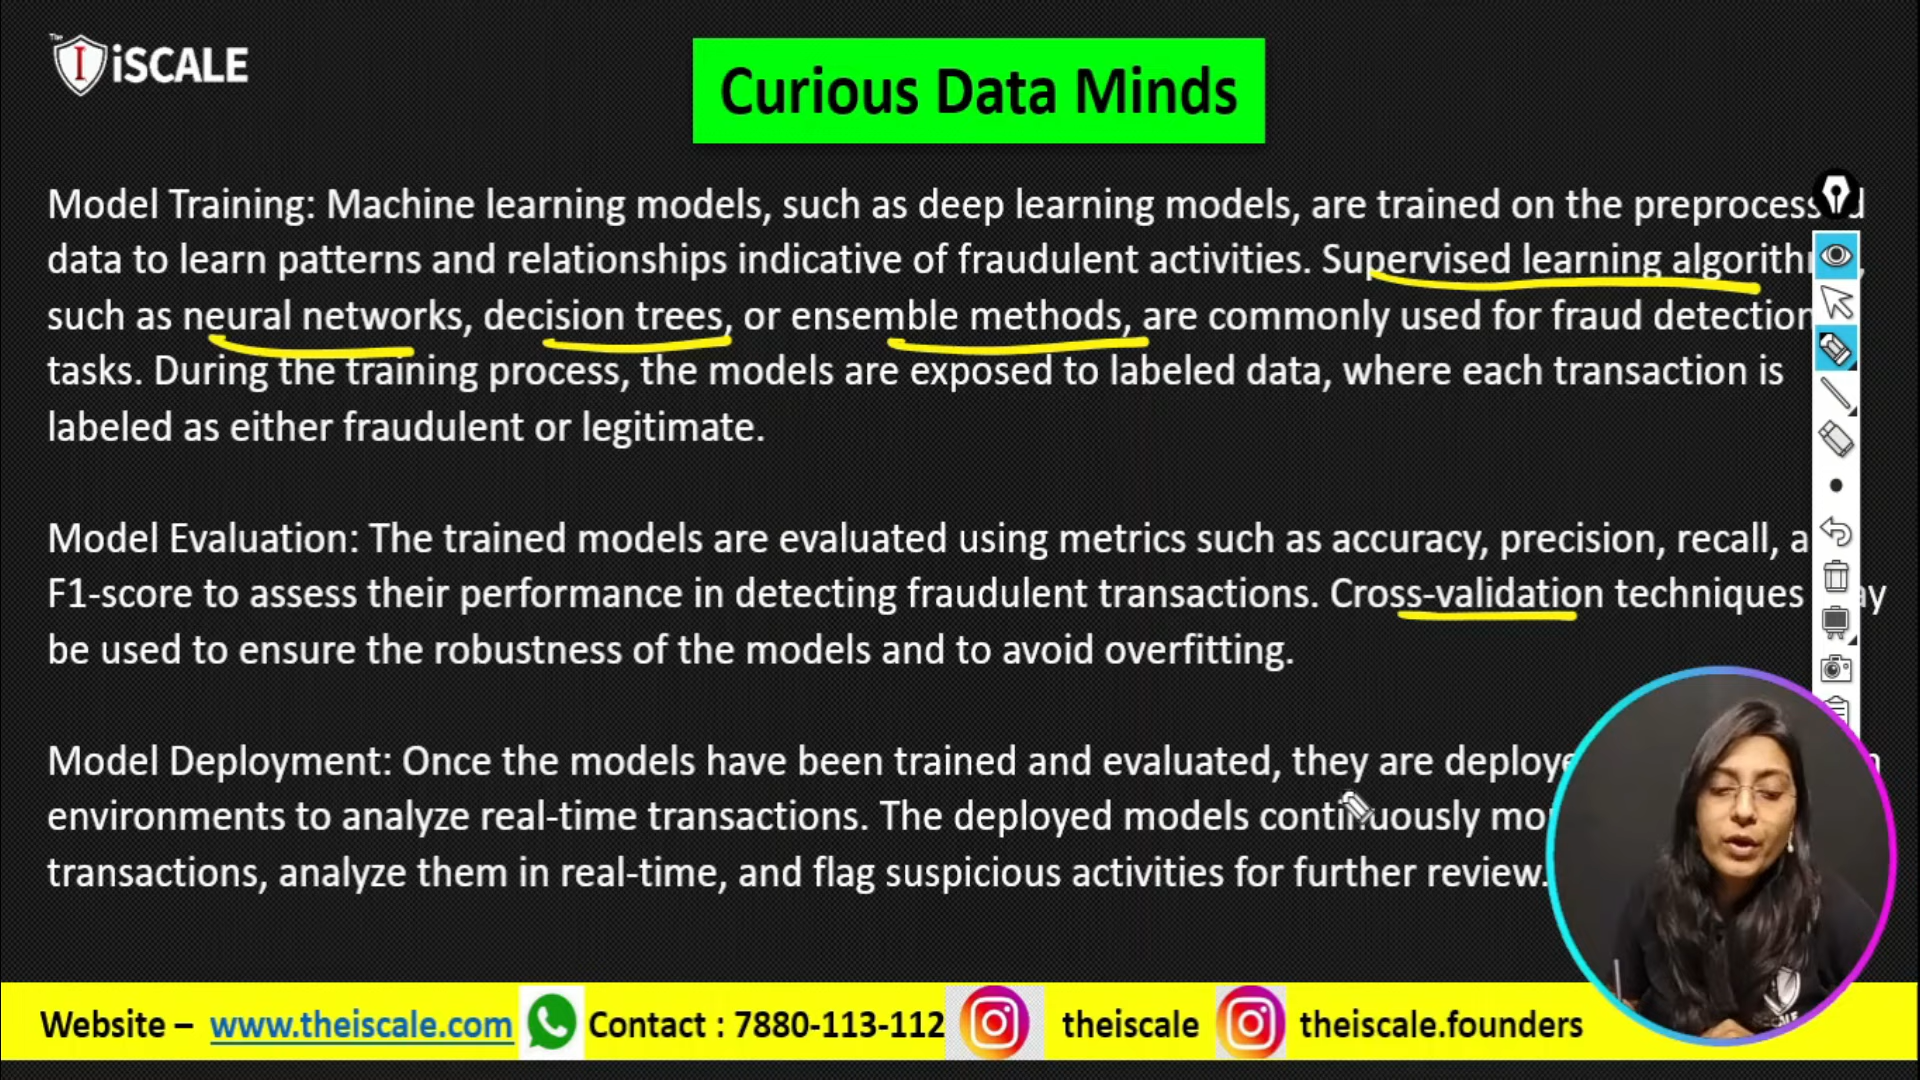 The
I iSCALE
Curious Data Minds
Model Training: Machine learning models, such as deep learning models, are trained on the preprocessed
data to learn patterns and relationships indicative of fraudulent activities. Supervised learning algorith
such as neural networks, decision trees, or ensemble methods, are commonly used for fraud detection
tasks. During the training process, the models are exposed to labeled data, where each transaction is
labeled as either fraudulent or legitimate.
Model Evaluation: The trained models are evaluated using metrics such as accuracy, precision, recall, a
F1-score to assess their performance in detecting fraudulent transactions. Cross-validation techniques ay
be used to ensure the robustness of the models and to avoid overfitting.
Model Deployment: Once the models have been trained and evaluated, they are deploye n
environments to analyze real-time transactions. The deployed models continuously mo
transactions, analyze them in real-time, and flag suspicious activities for further review.
Website – www.theiscale.com Contact : 7880-113-112 theiscale theiscale.founders